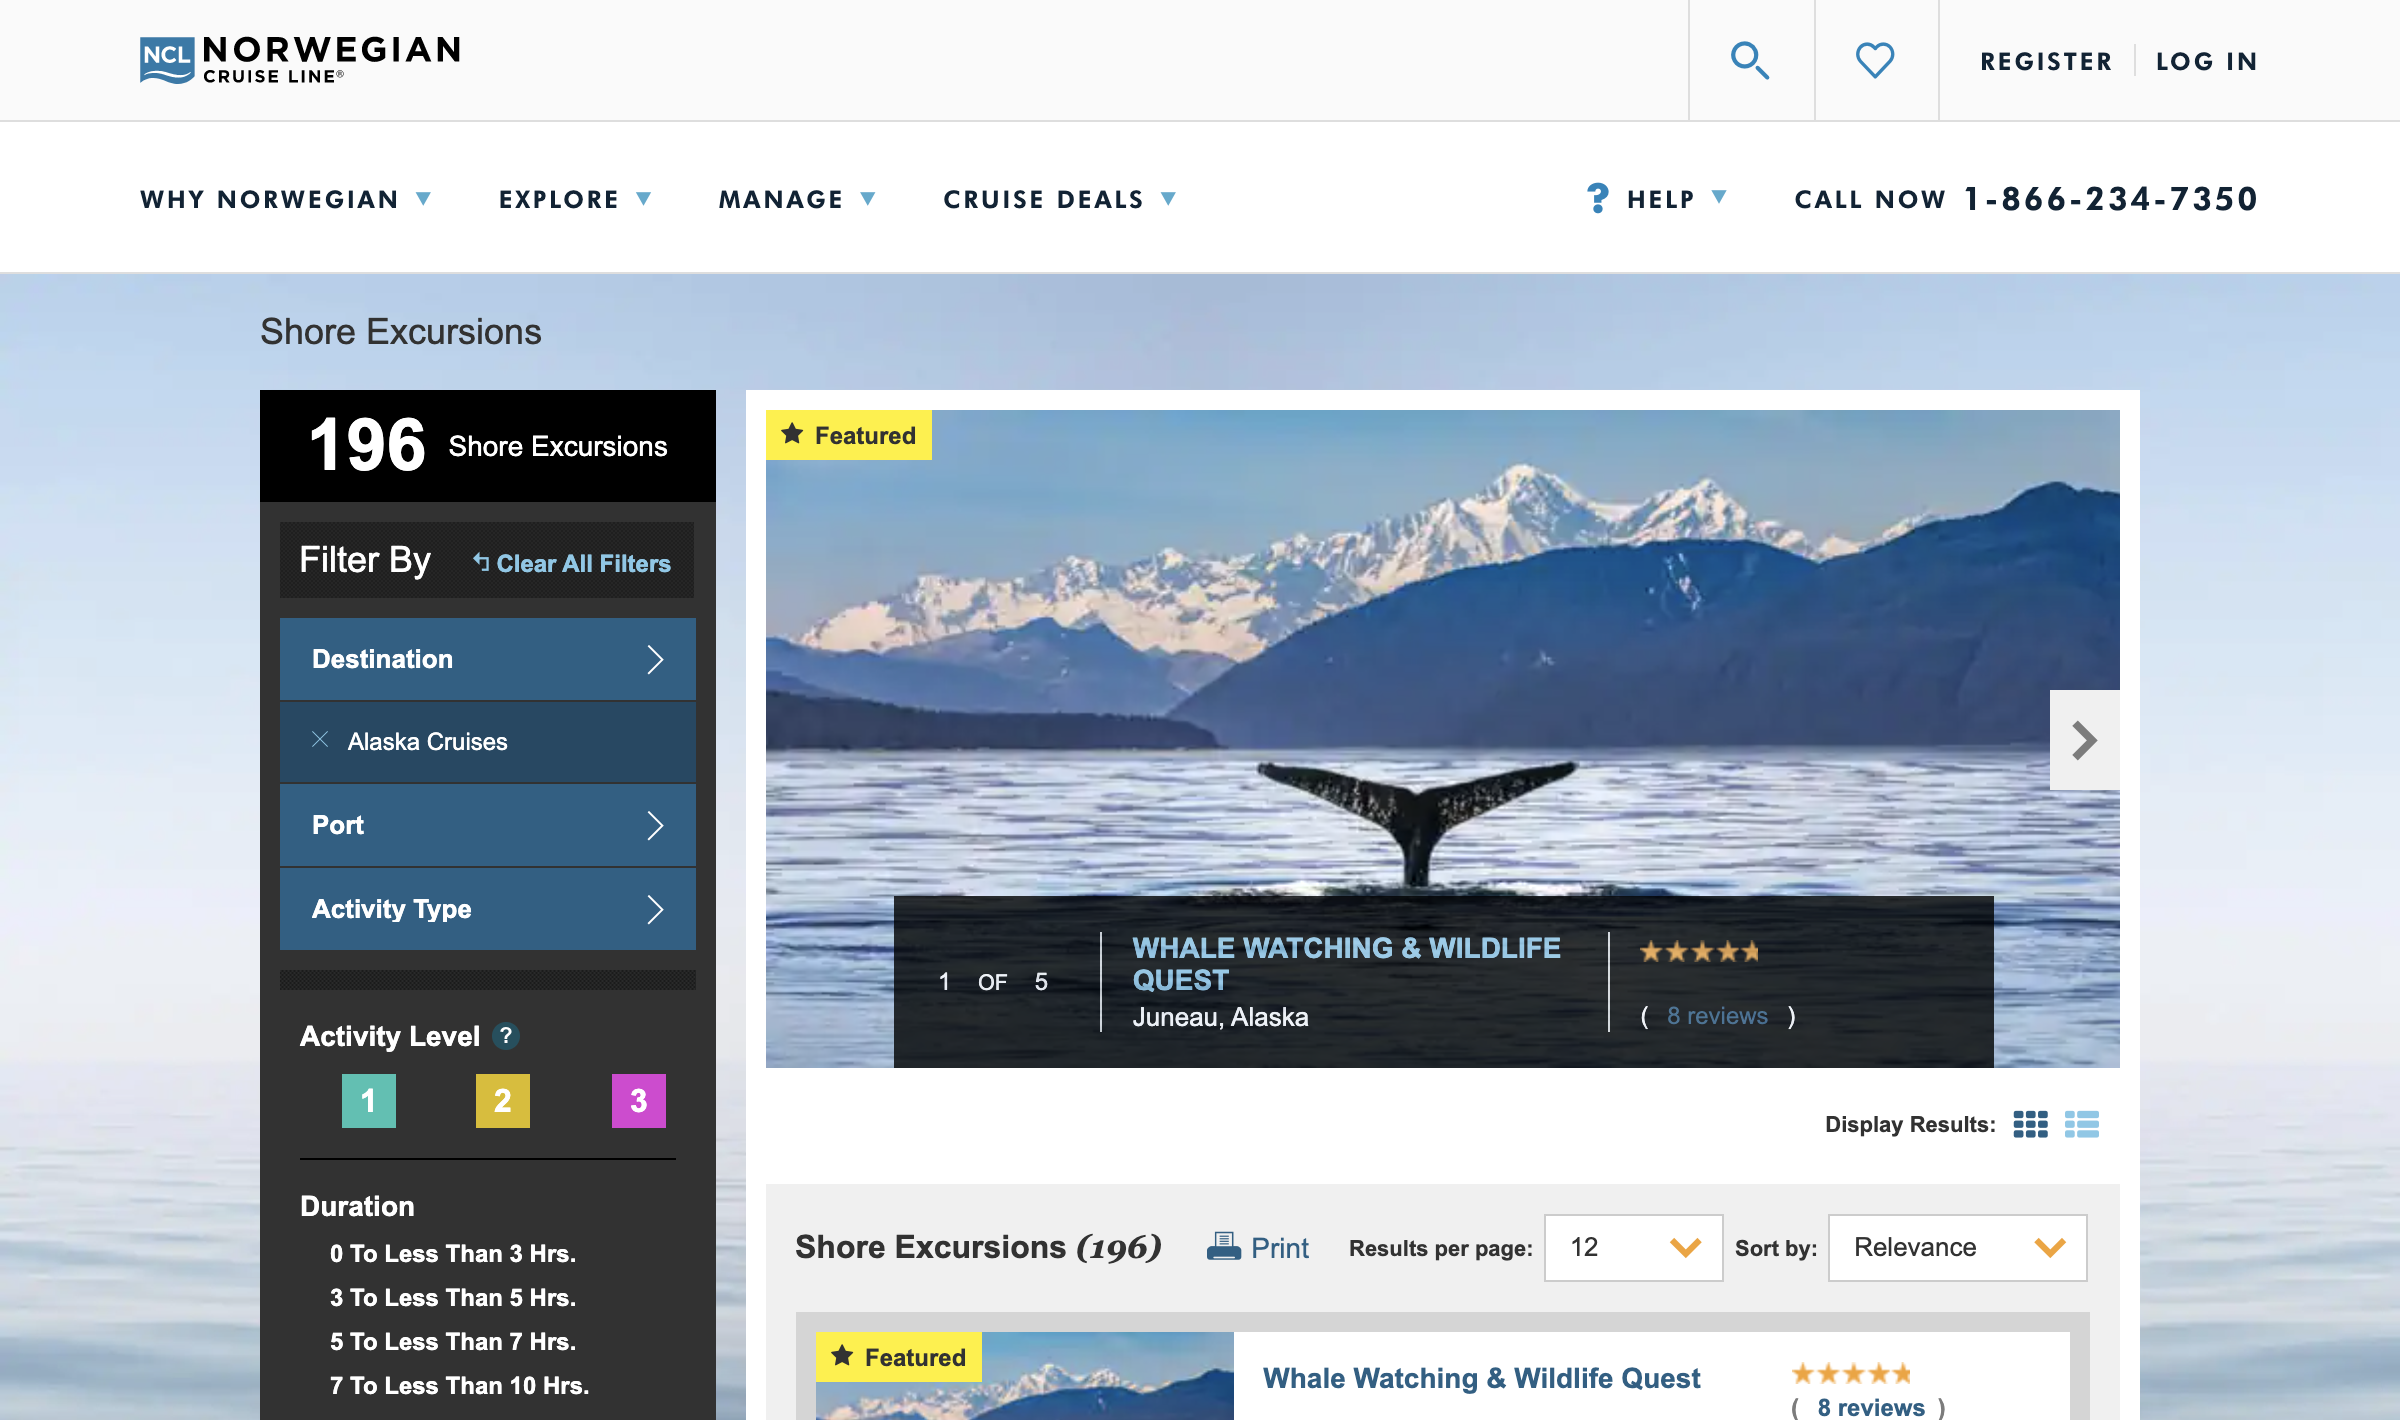 NCL NORWEGIAN
CRUISE LINE®
REGISTER LOG IN
WHY NORWEGIAN EXPLORE MANAGE CRUISE DEALS ? HELP CALL NOW 1-866-234-7350
Shore Excursions
196 Shore Excursions
Filter By Clear All Filters
Destination
Alaska Cruises
Port
Activity Type
Activity Level ?
1 2 3
Duration
0 To Less Than 3 Hrs.
3 To Less Than 5 Hrs.
5 To Less Than 7 Hrs.
7 To Less Than 10 Hrs.
Featured
1 OF 5
WHALE WATCHING & WILDLIFE
QUEST
Juneau, Alaska
( 8 reviews )
Display Results:
Shore Excursions (196) Print Results per page: 12 Sort by: Relevance
Featured
Whale Watching & Wildlife Quest
( 8 reviews )